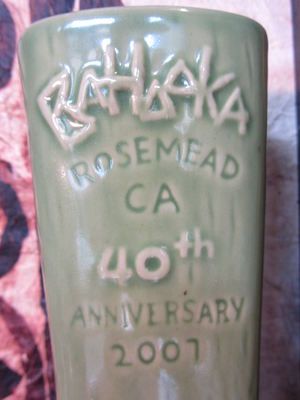 BAHOOKA
ROSEMEAD
CA
40th
ANNIVERSARY
2007